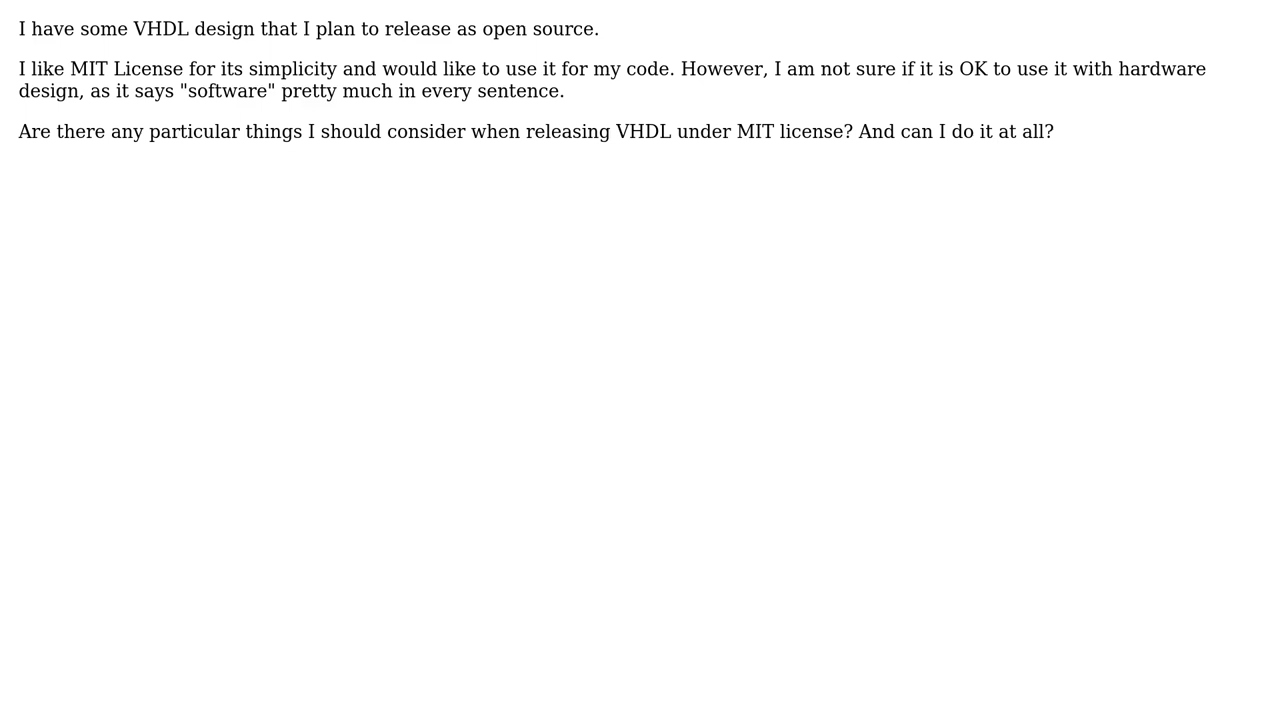 I have some VHDL design that I plan to release as open source.
I like MIT License for its simplicity and would like to use it for my code. However, I am not sure if it is OK to use it with hardware
design, as it says "software" pretty much in every sentence.
Are there any particular things I should consider when releasing VHDL under MIT license? And can I do it at all?